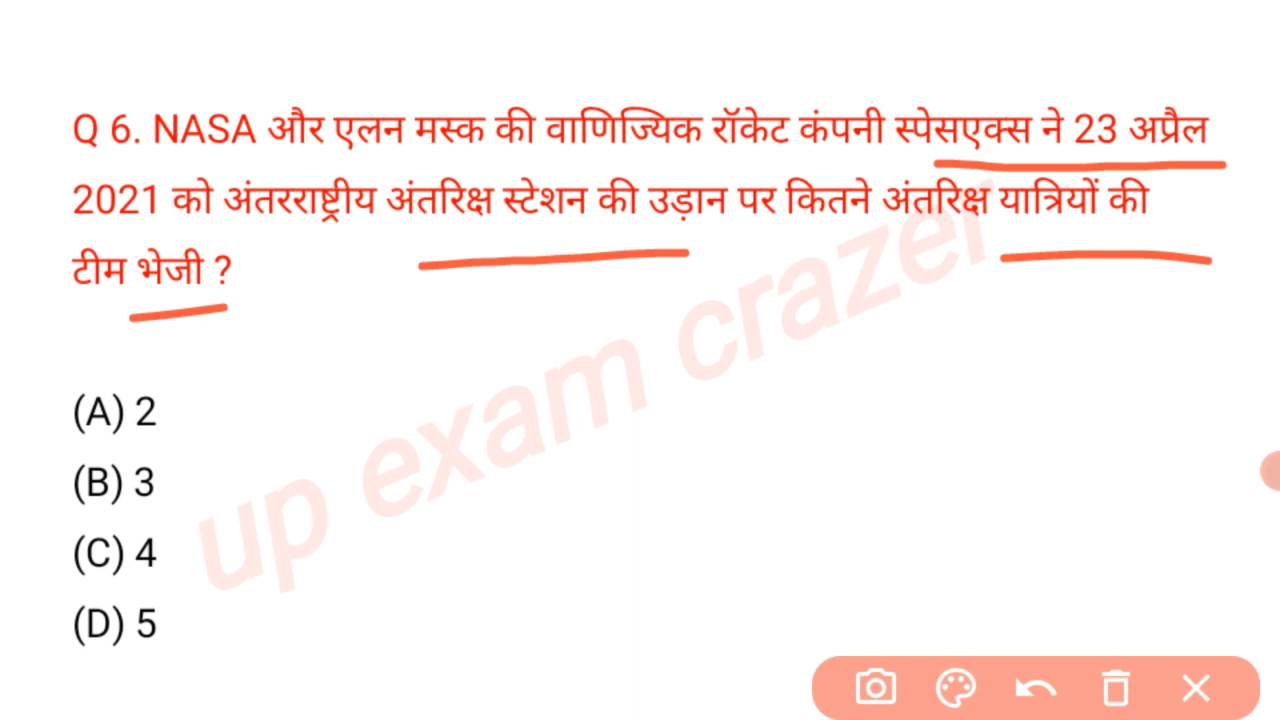 Q 6. NASA और एलन मस्क की वाणिज्यिक रॉकेट कंपनी स्पेसएक्स ने 23 अप्रैल
2021 को अंतरराष्ट्रीय अंतरिक्ष स्टेशन की उड़ान पर कितने अंतरिक्ष यात्रियों की
टीम भेजी ?
(A) 2
(B) 3
(C) 4
(D) 5
up exam crazer